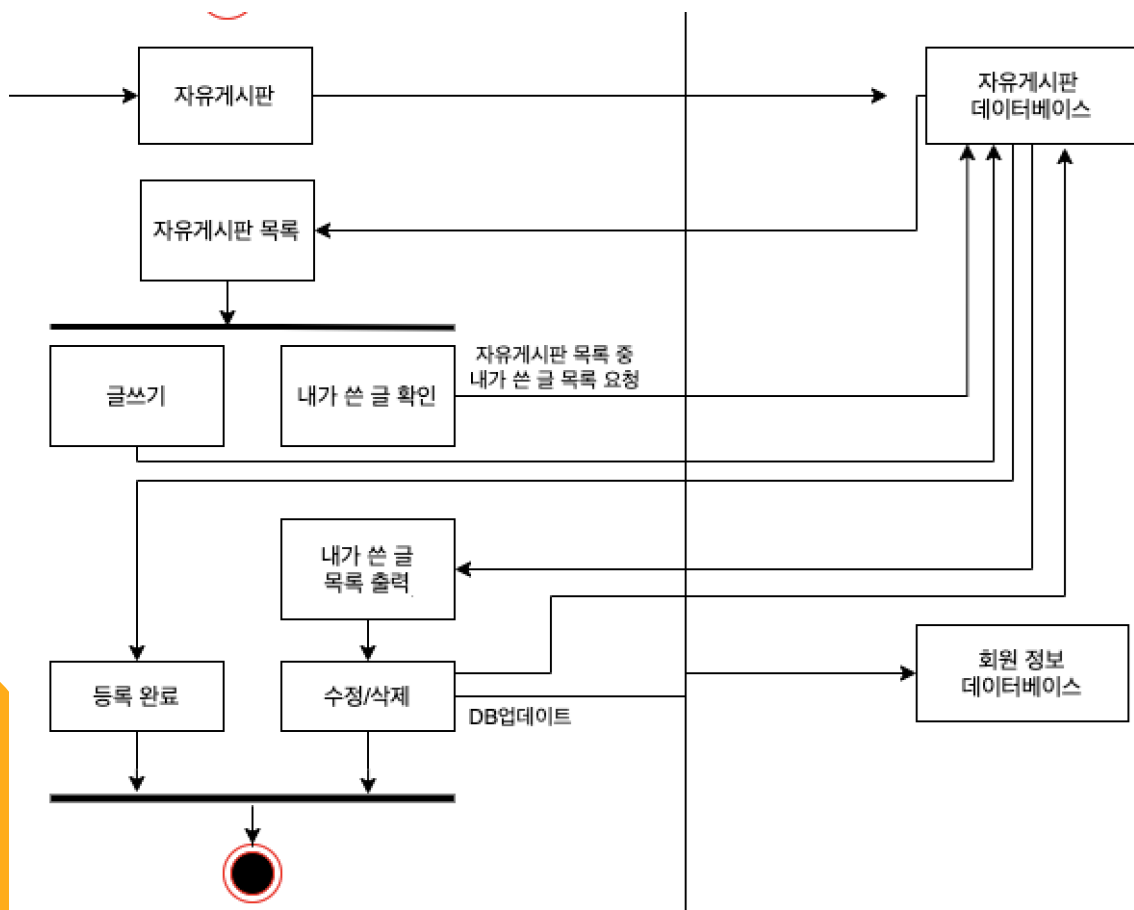 자유게시판
자유게시판
데이터베이스
자유게시판 목록
글쓰기
내가 쓴 글 확인
자유게시판 목록 중
내가 쓴 글 목록 요청
내가 쓴 글
목록 출력
등록 완료
수정/삭제
DB업데이트
회원 정보
데이터베이스